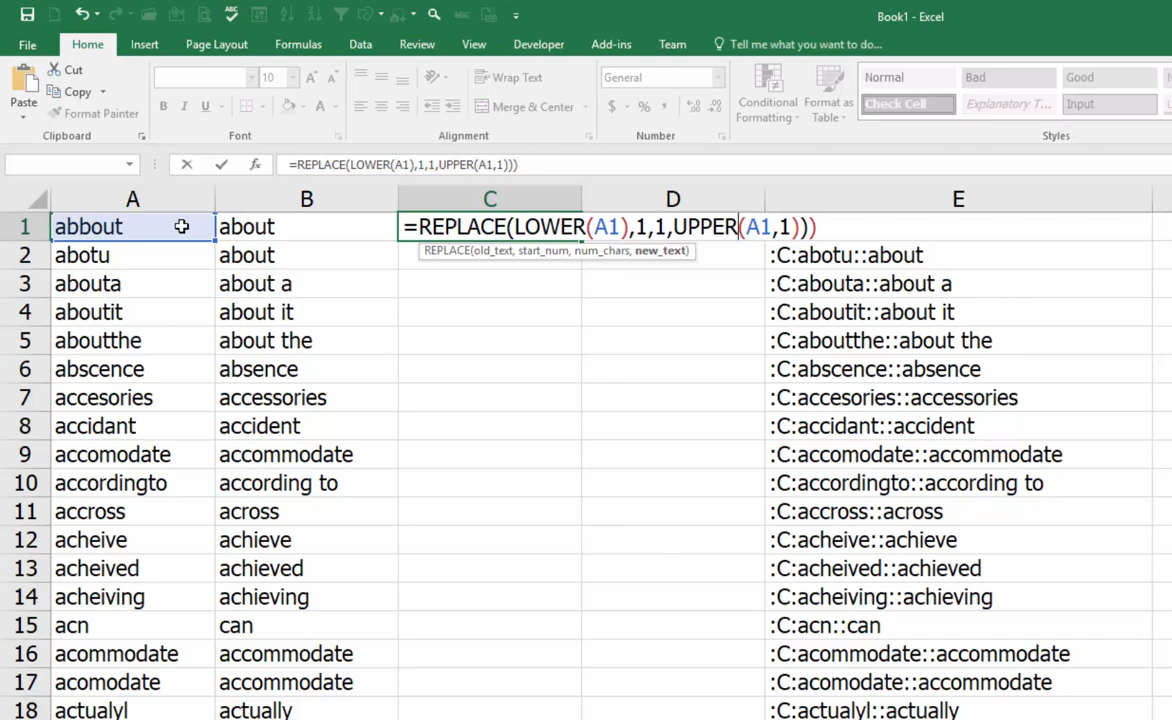 Book1 - Excel
File Home Insert Page Layout Formulas Data Review View Developer Add-ins Team Tell me what you want to do...
Paste
Cut
Copy
Format Painter
Clipboard
10
Font
Wrap Text
Merge & Center
Alignment
General
Number
Conditional Formatting
Format as Table
Normal Bad Good
Check Cell Explanatory T... Input
Styles
=REPLACE(LOWER(A1),1,1,UPPER(A1,1)))
A B C D E
1 abbout about =REPLACE(LOWER(A1),1,1,UPPER(A1,1)))
REPLACE(old_text, start_num, num_chars, new_text)
2 abotu about :C:abotu::about
3 abouta about a :C:abouta::about a
4 aboutit about it :C:aboutit::about it
5 aboutthe about the :C:aboutthe::about the
6 abscence absence :C:abscence::absence
7 accesories accessories :C:accesories::accessories
8 accidant accident :C:accidant::accident
9 accomodate accommodate :C:accomodate::accommodate
10 accordingto according to :C:accordingto::according to
11 accross across :C:accross::across
12 acheive achieve :C:acheive::achieve
13 acheived achieved :C:acheived::achieved
14 acheiving achieving :C:acheiving::achieving
15 acn can :C:acn::can
16 acommodate accommodate :C:acommodate::accommodate
17 acomodate accommodate :C:acomodate::accommodate
18 actualyl actually :C:actualyl::actually